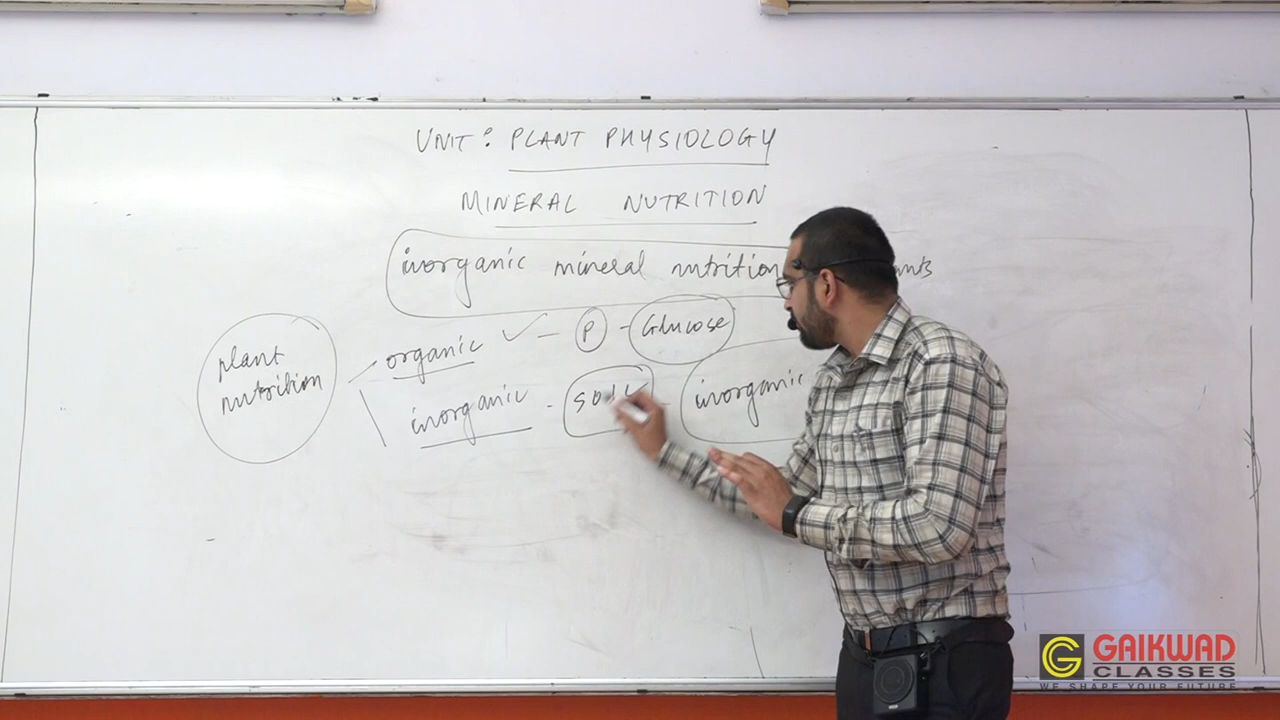 UNIT: PLANT PHYSIOLOGY
MINERAL NUTRITION
inorganic mineral nutrition
plant nutrition
organic ✓ - P - Glucose
inorganic - soil - inorganic
G GAIKWAD CLASSES
WE SHAPE YOUR FUTURE